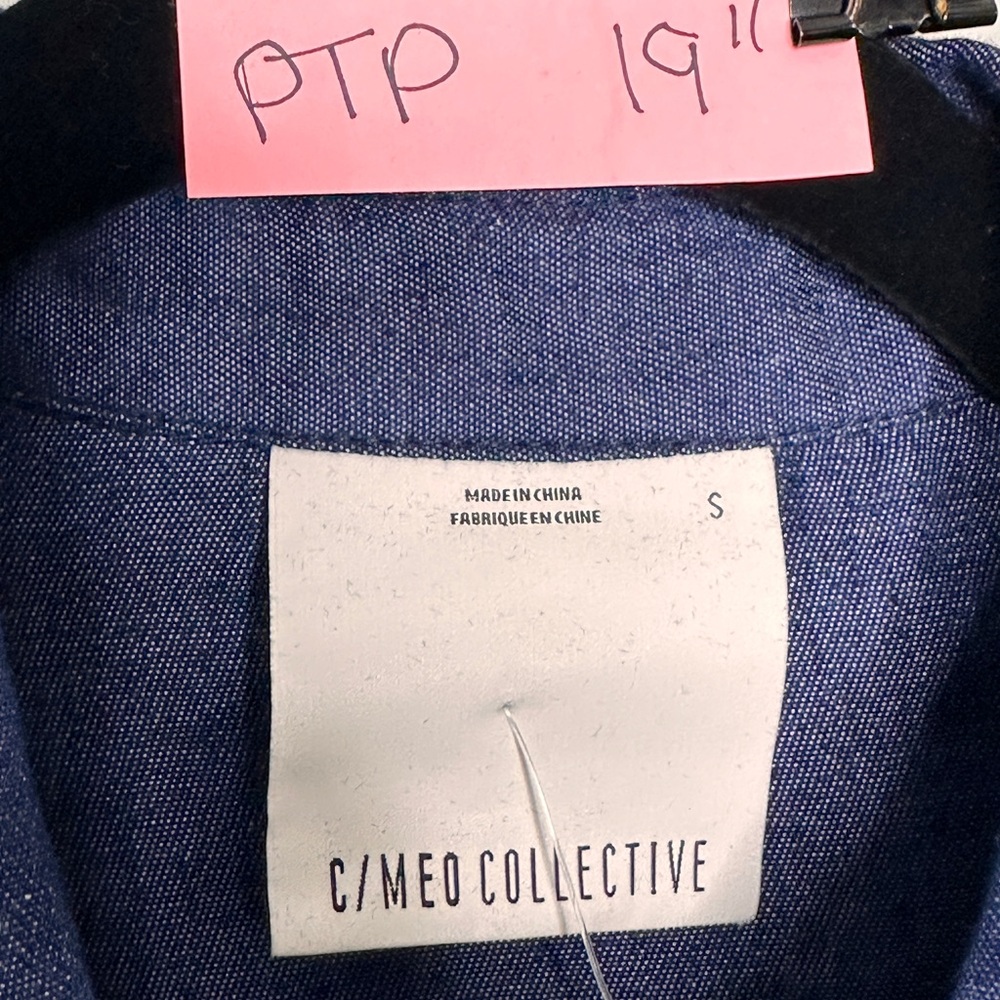 PTP 19"
MADE IN CHINA S
FABRIQUE EN CHINE
C/MEO COLLECTIVE